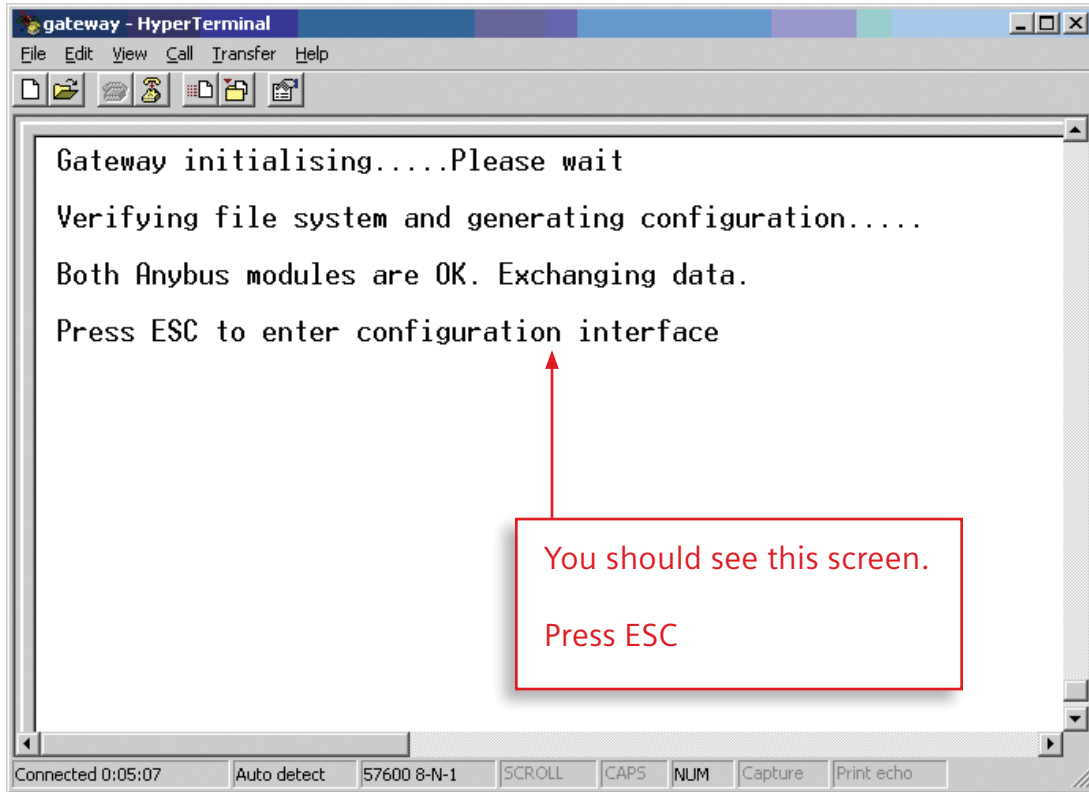 gateway - HyperTerminal
File Edit View Call Transfer Help
Gateway initialising.....Please wait
Verifying file system and generating configuration.....
Both Anybus modules are OK. Exchanging data.
Press ESC to enter configuration interface
You should see this screen.
Press ESC
Connected 0:05:07 Auto detect 57600 8-N-1 SCROLL CAPS NUM Capture Print echo